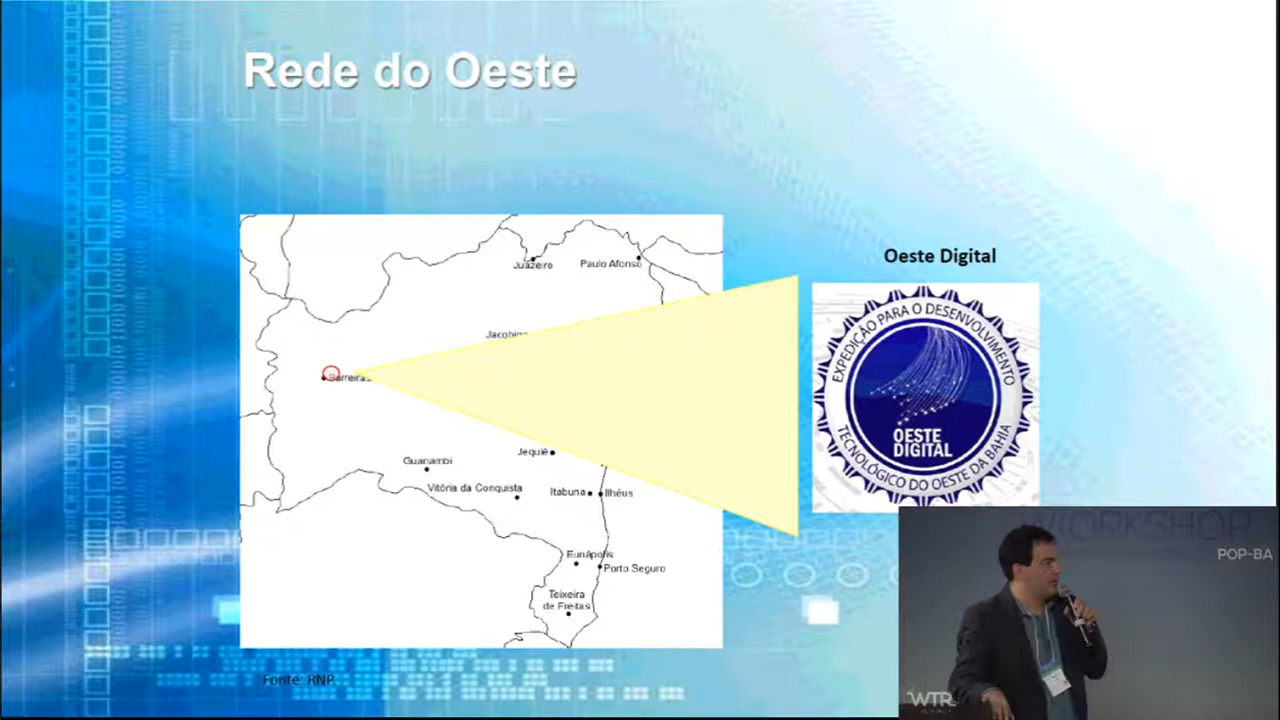 Rede do Oeste
Oeste Digital
Juazeiro
Paulo Afonso
Barreiras
Guanambi
Jequié
Vitória da Conquista
Itabuna
Ilhéus
Eunápolis
Porto Seguro
Teixeira
de Freitas
EXPEDIÇÃO PARA O DESENVOLVIMENTO
OESTE
DIGITAL
TECNOLÓGICO DO OESTE DA BAHIA
Fonte: RNP
WORKSHOP
POP-BA
WTR